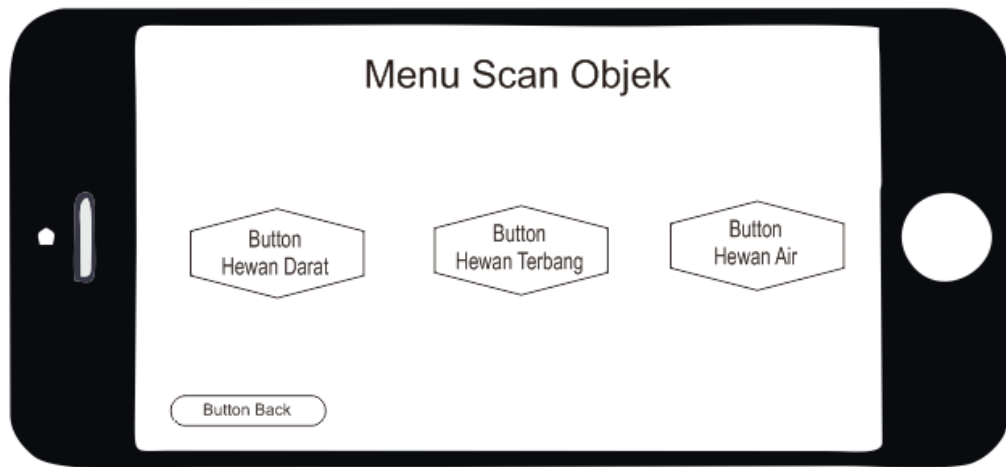 Menu Scan Objek
Button
Hewan Darat
Button
Hewan Terbang
Button
Hewan Air
Button Back